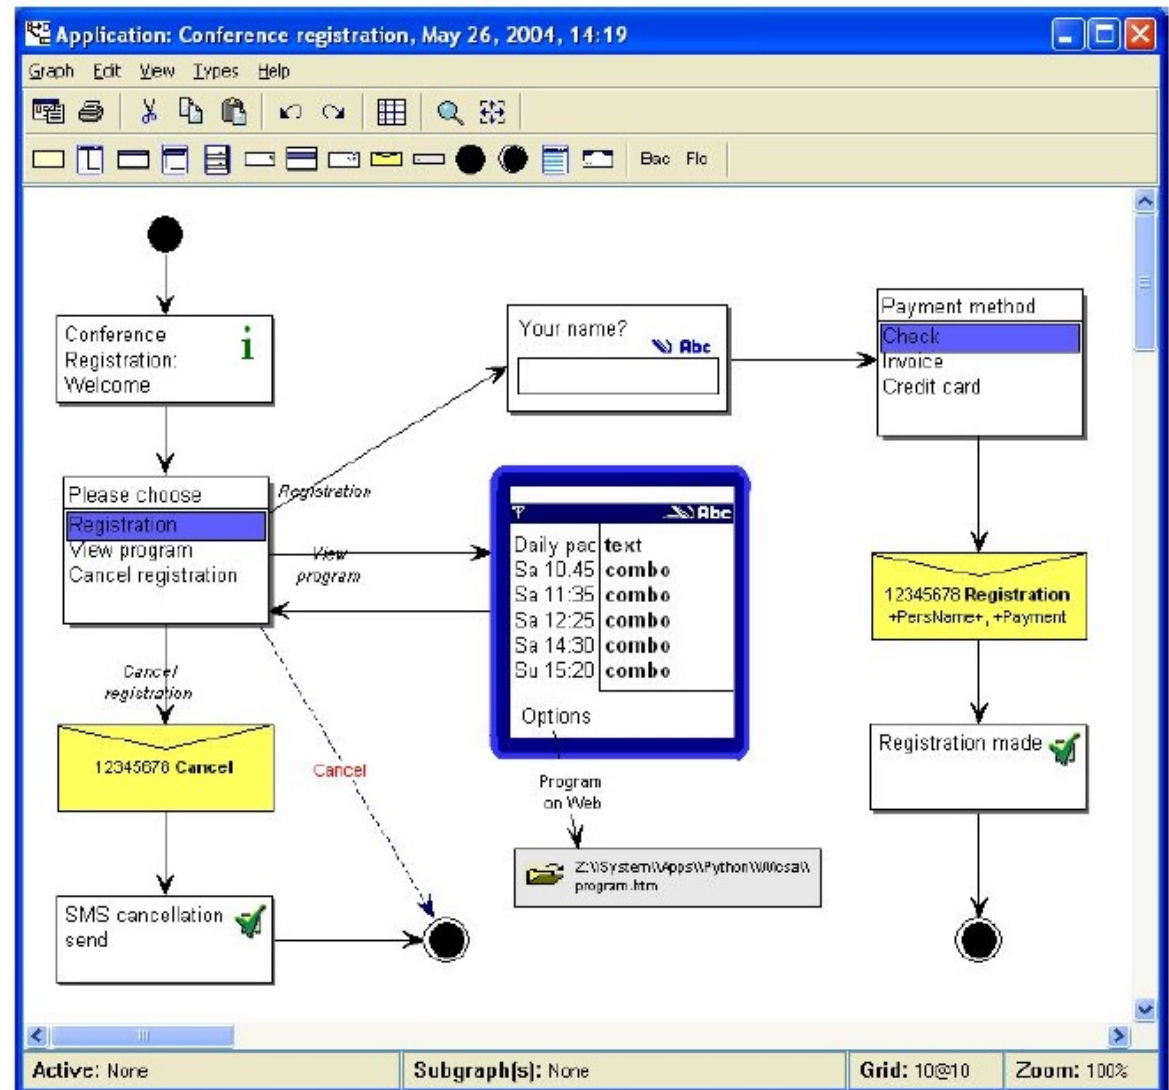 Application: Conference registration, May 26, 2004, 14:19
Graph Edit View Types Help
Bac Flo
Conference
Registration:
Welcome
i
Your name?
Abc
Payment method
Check
Invoice
Credit card
Please choose
Registration
View program
Cancel registration
Registration
View
program
Abc
Daily pac text
Sa 10.45 combo
Sa 11:35 combo
Sa 12:25 combo
Sa 14:30 combo
Su 15:20 combo
Options
12345678 Registration
+PersName+, +Payment
Cancel
registration
12345678 Cancel
Cancel
Registration made
Program
on Web
program.htm
SMS cancellation
send
Active: None
Subgraph(s): None
Grid: 10@10
Zoom: 100%